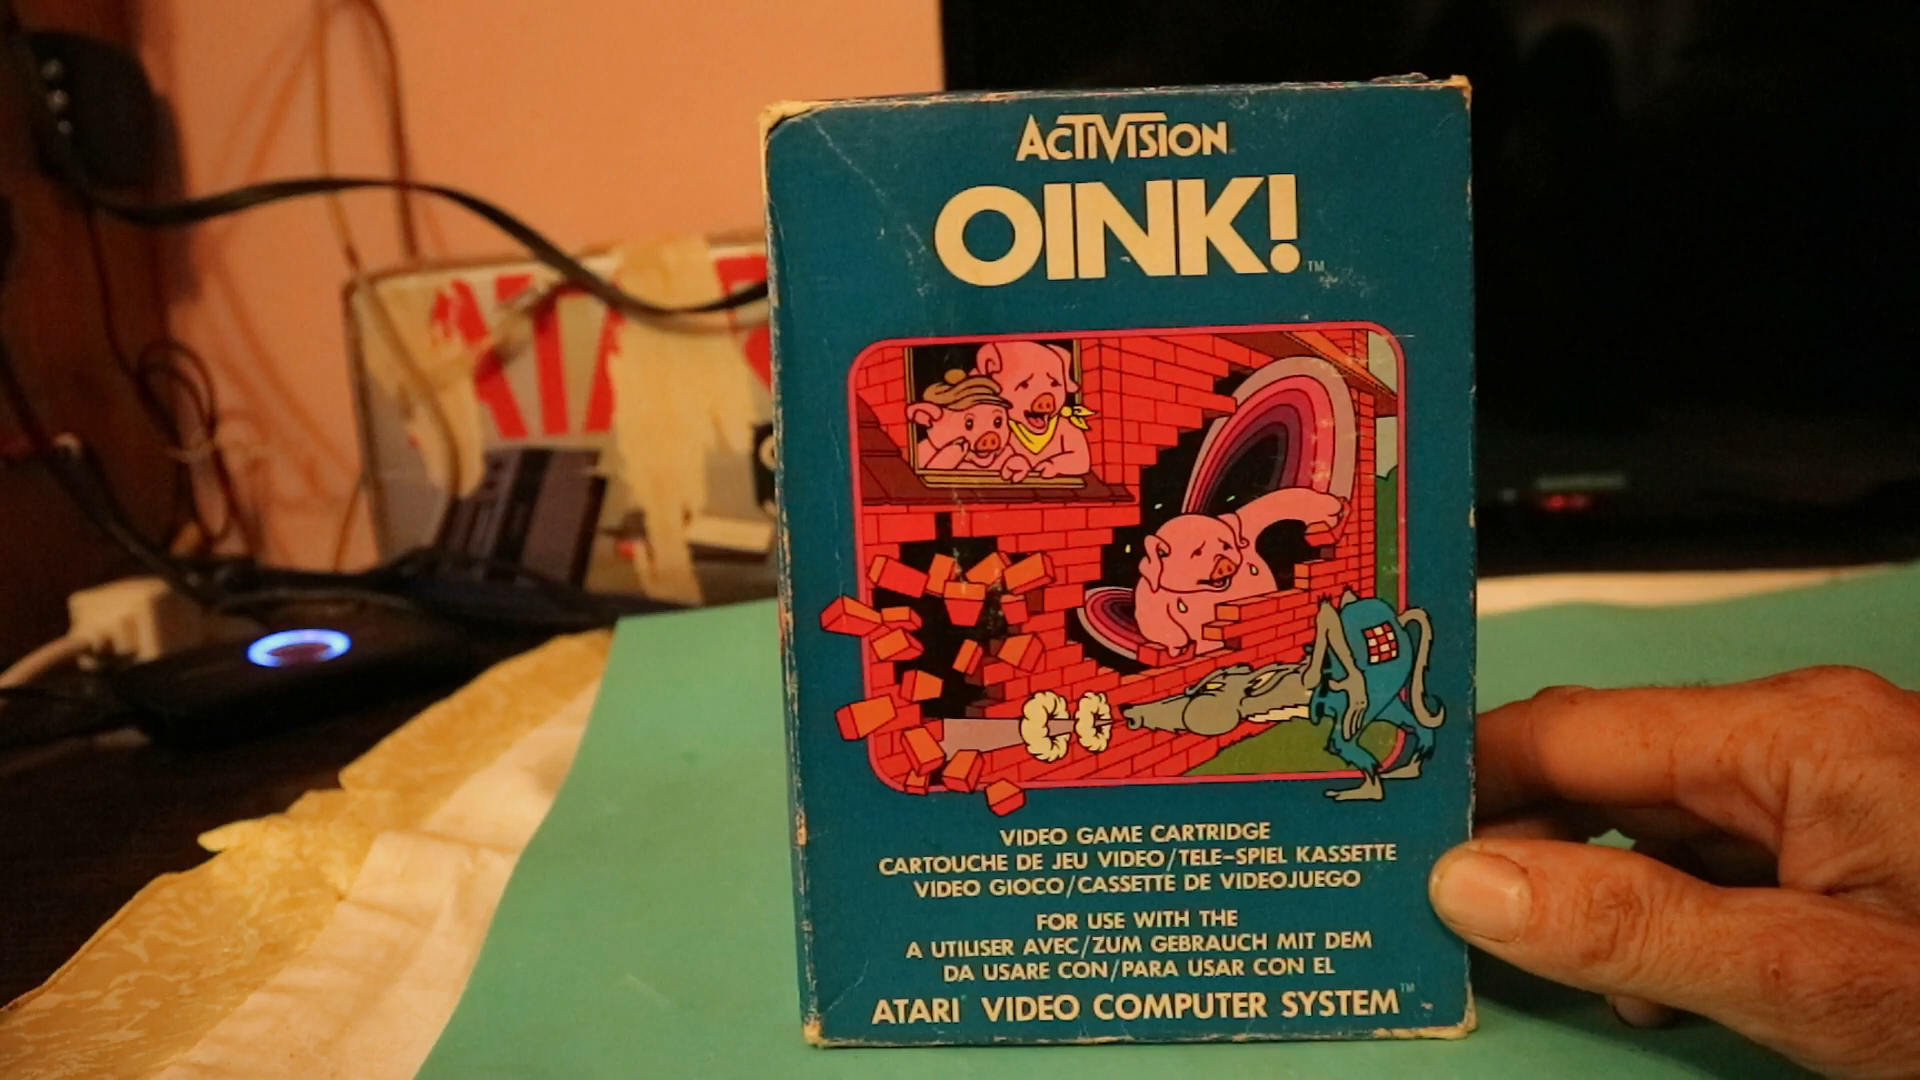 ACTIVISION
OINK!™
VIDEO GAME CARTRIDGE
CARTOUCHE DE JEU VIDEO/TELE-SPIEL KASSETTE
VIDEO GIOCO/CASSETTE DE VIDEOJUEGO
FOR USE WITH THE
A UTILISER AVEC/ZUM GEBRAUCH MIT DEM
DA USARE CON/PARA USAR CON EL
ATARI VIDEO COMPUTER SYSTEM™